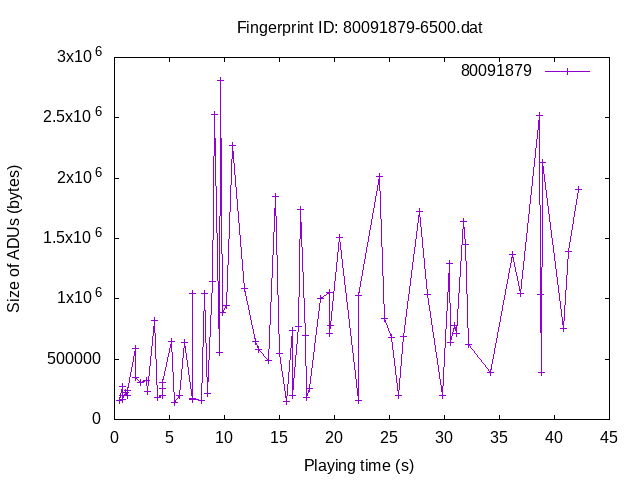 Fingerprint ID: 80091879-6500.dat
80091879
3x10^6
2.5x10^6
2x10^6
1.5x10^6
1x10^6
500000
0
Size of ADUs (bytes)
0 5 10 15 20 25 30 35 40 45
Playing time (s)